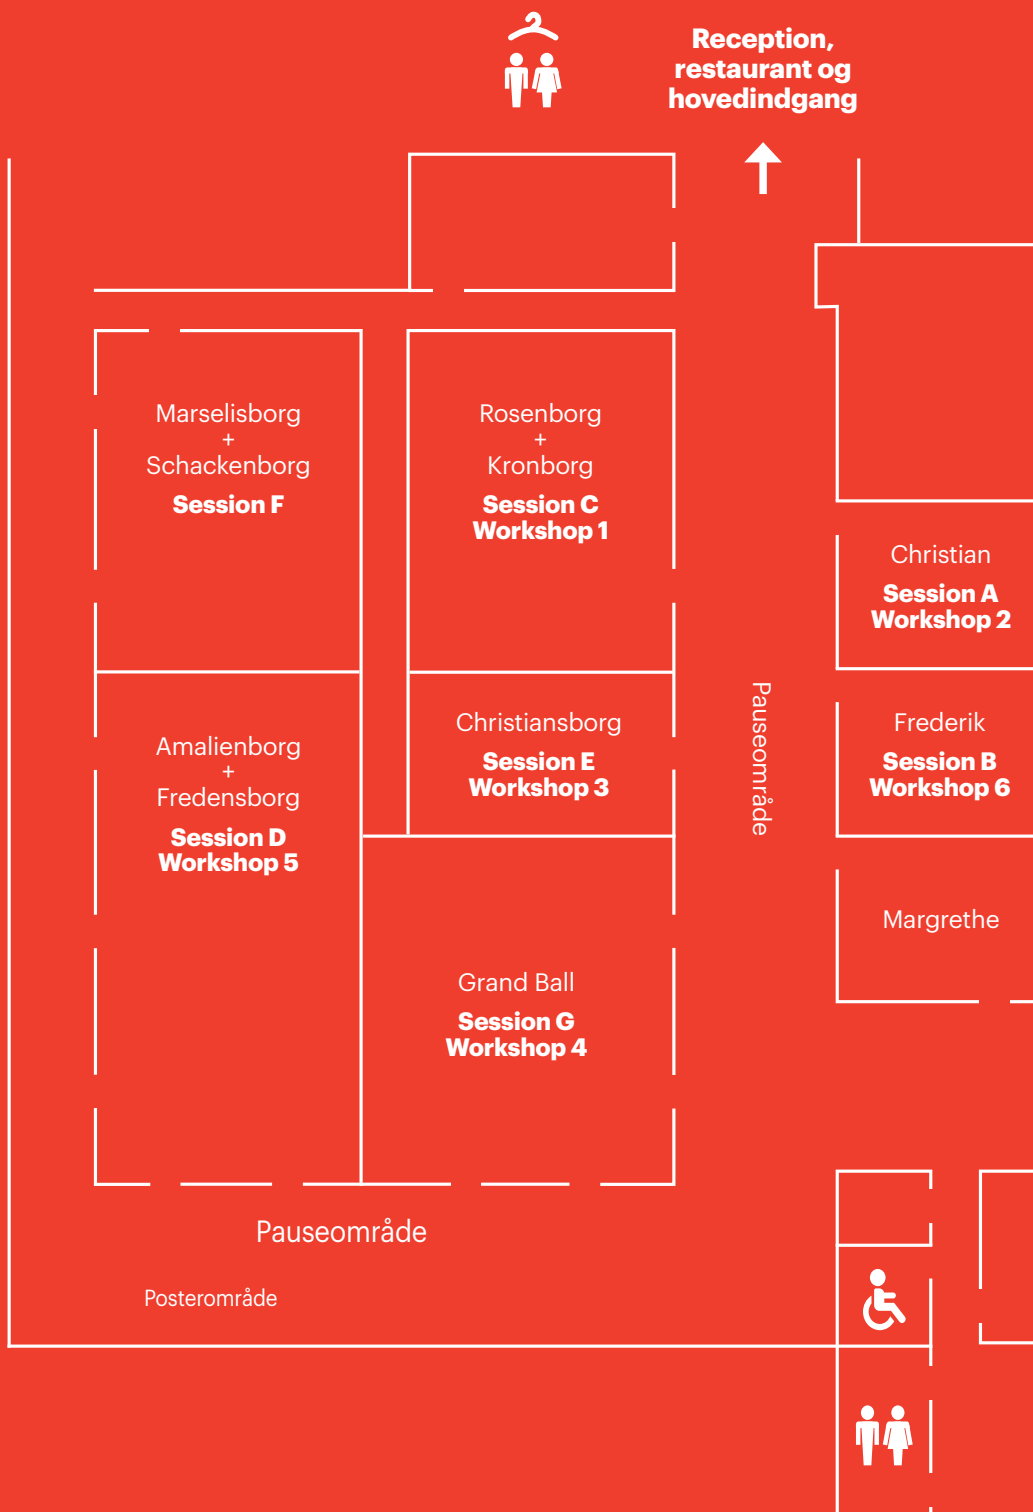 Reception,
restaurant og
hovedindgang
Marselisborg
+
Schackenborg
Session F
Rosenborg
+
Kronborg
Session C
Workshop 1
Christian
Session A
Workshop 2
Amalienborg
+
Fredensborg
Session D
Workshop 5
Christiansborg
Session E
Workshop 3
Pauseområde
Frederik
Session B
Workshop 6
Grand Ball
Session G
Workshop 4
Margrethe
Pauseområde
Posterområde